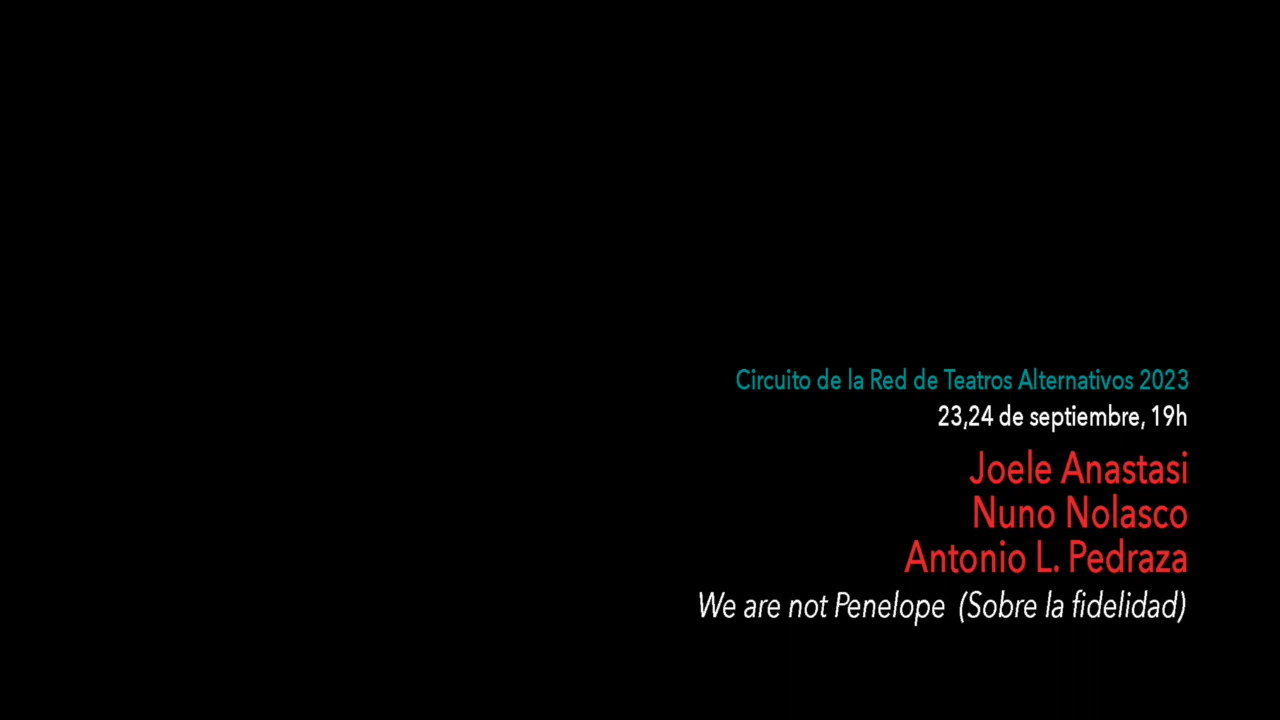 Circuito de la Red de Teatros Alternativos 2023
23,24 de septiembre, 19h
Joele Anastasi
Nuno Nolasco
Antonio L. Pedraza
We are not Penelope (Sobre la fidelidad)